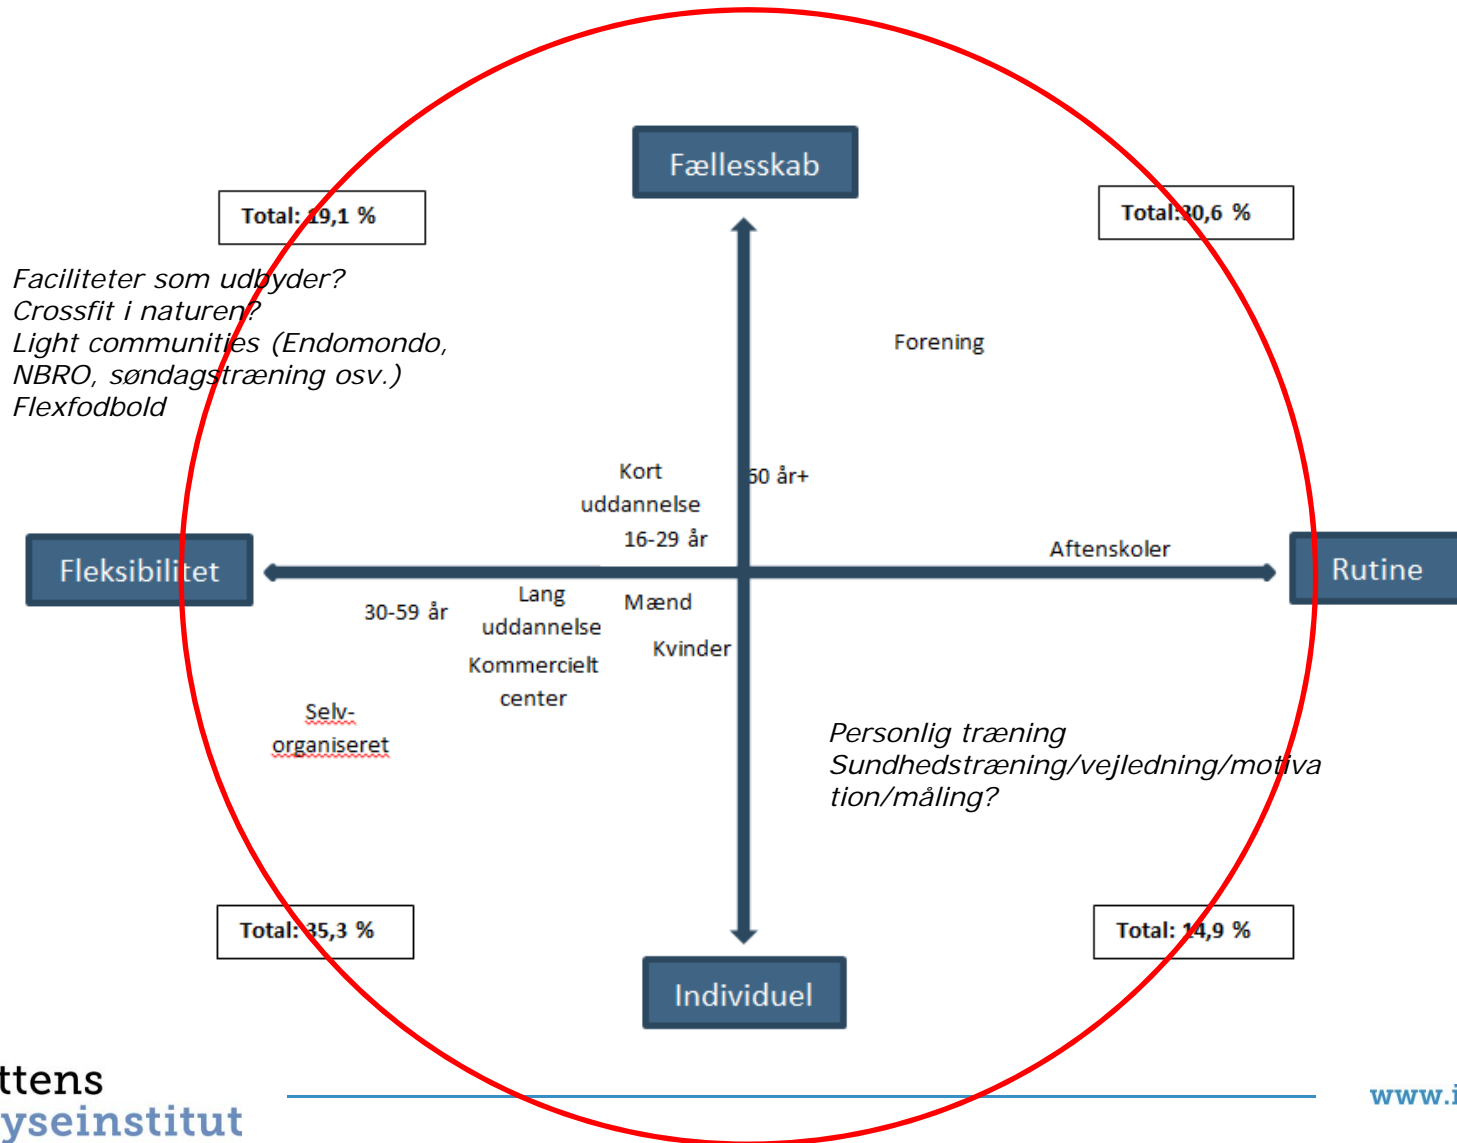 Fællesskab
Total: 19,1 %
Total:30,6 %
Faciliteter som udbyder?
Crossfit i naturen?
Light communities (Endomondo,
NBRO, søndagstræning osv.)
Flexfodbold
Forening
Kort
uddannelse
60 år+
16-29 år
Aftenskoler
Fleksibilitet
Rutine
30-59 år
Lang
uddannelse
Mænd
Kvinder
Kommercielt
center
Selv-
organiseret
Personlig træning
Sundhedstræning/vejledning/motiva
tion/måling?
Total: 35,3 %
Total: 14,9 %
Individuel
ttens
yseinstitut
www.i